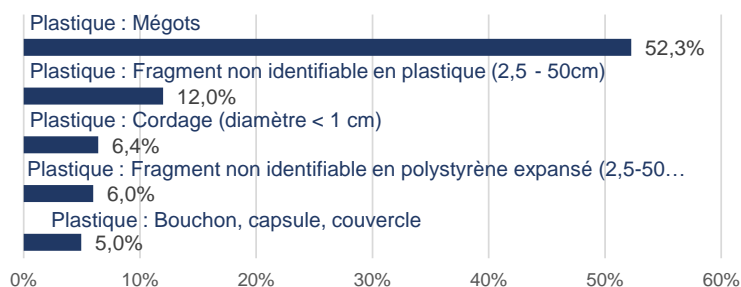 Plastique : Mégots
52,3%
Plastique : Fragment non identifiable en plastique (2,5 - 50cm)
12,0%
Plastique : Cordage (diamètre < 1 cm)
6,4%
Plastique : Fragment non identifiable en polystyrène expansé (2,5-50…
6,0%
Plastique : Bouchon, capsule, couvercle
5,0%
0% 10% 20% 30% 40% 50% 60%